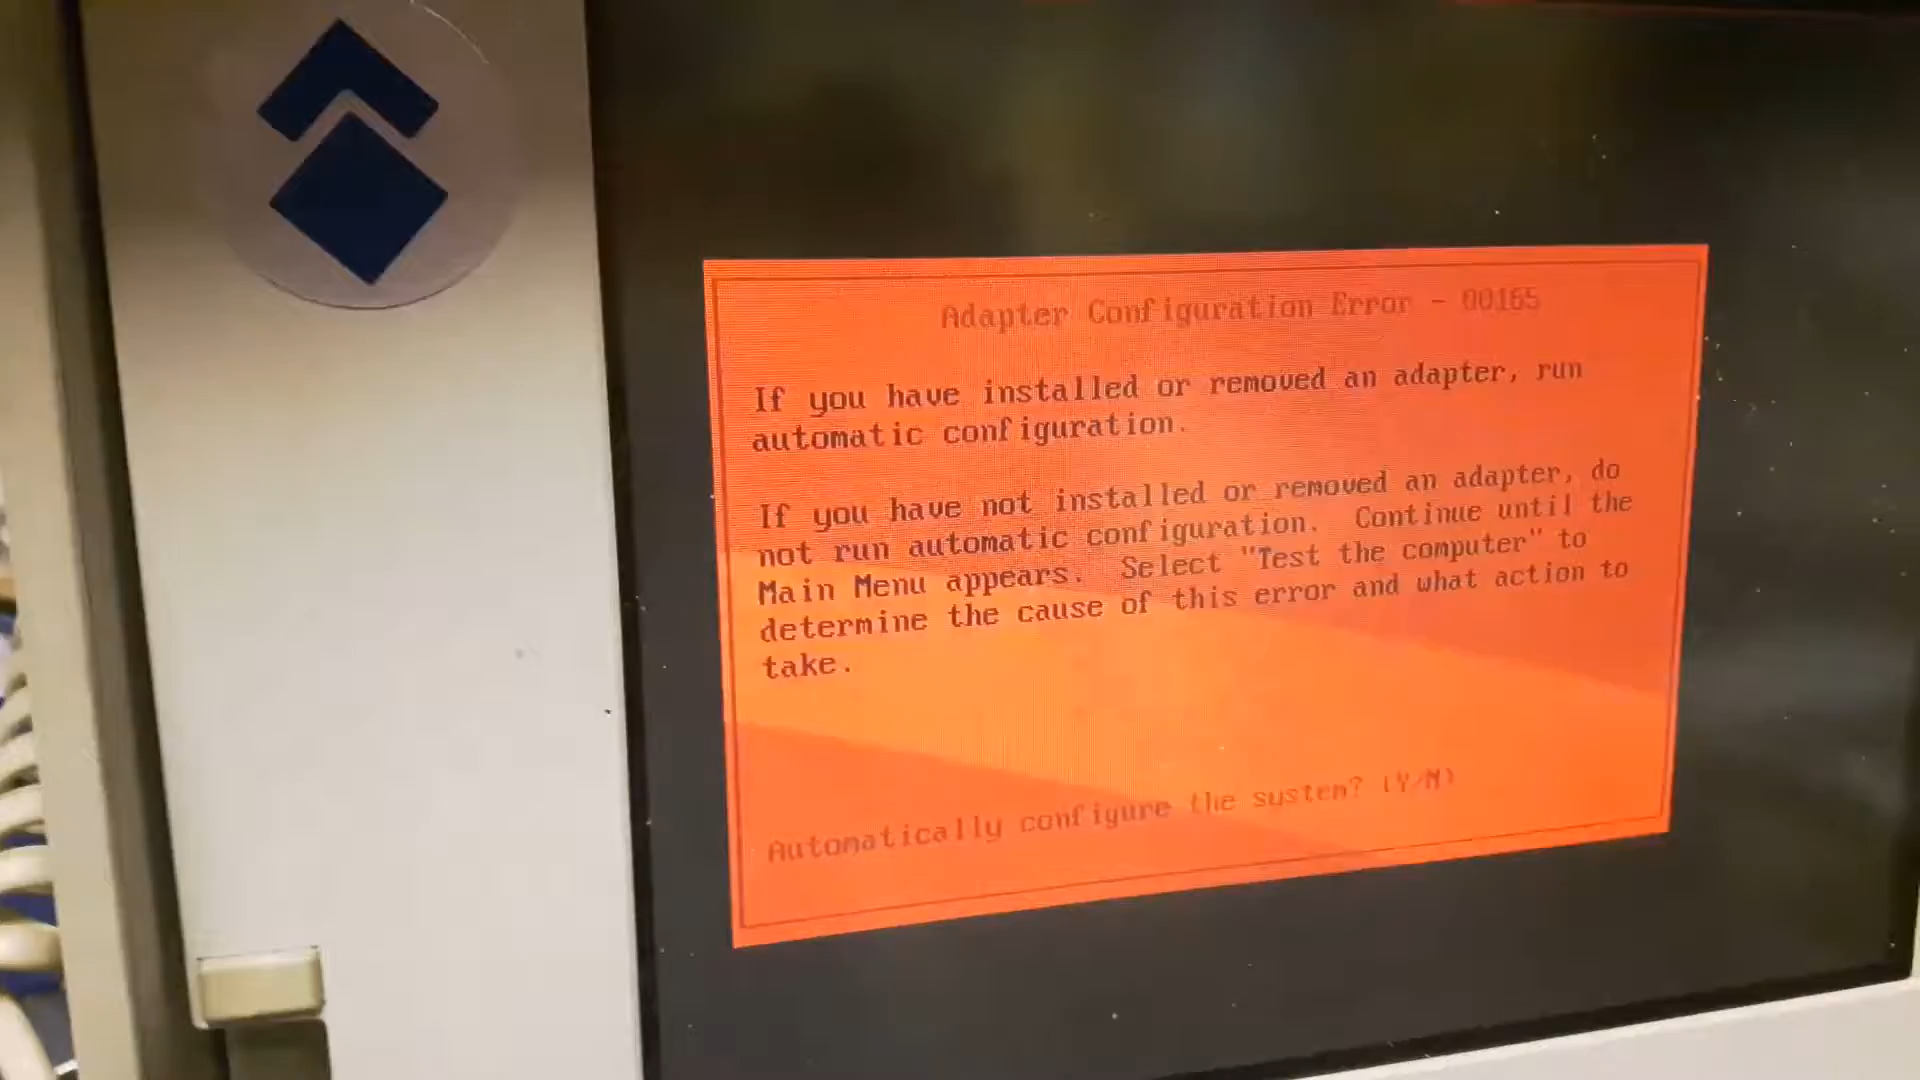 Adapter Configuration Error - 00165
If you have installed or removed an adapter, run
automatic configuration.
If you have not installed or removed an adapter, do
not run automatic configuration.  Continue until the
Main Menu appears.  Select "Test the computer" to
determine the cause of this error and what action to
take.
Automatically configure the system? (Y/N)